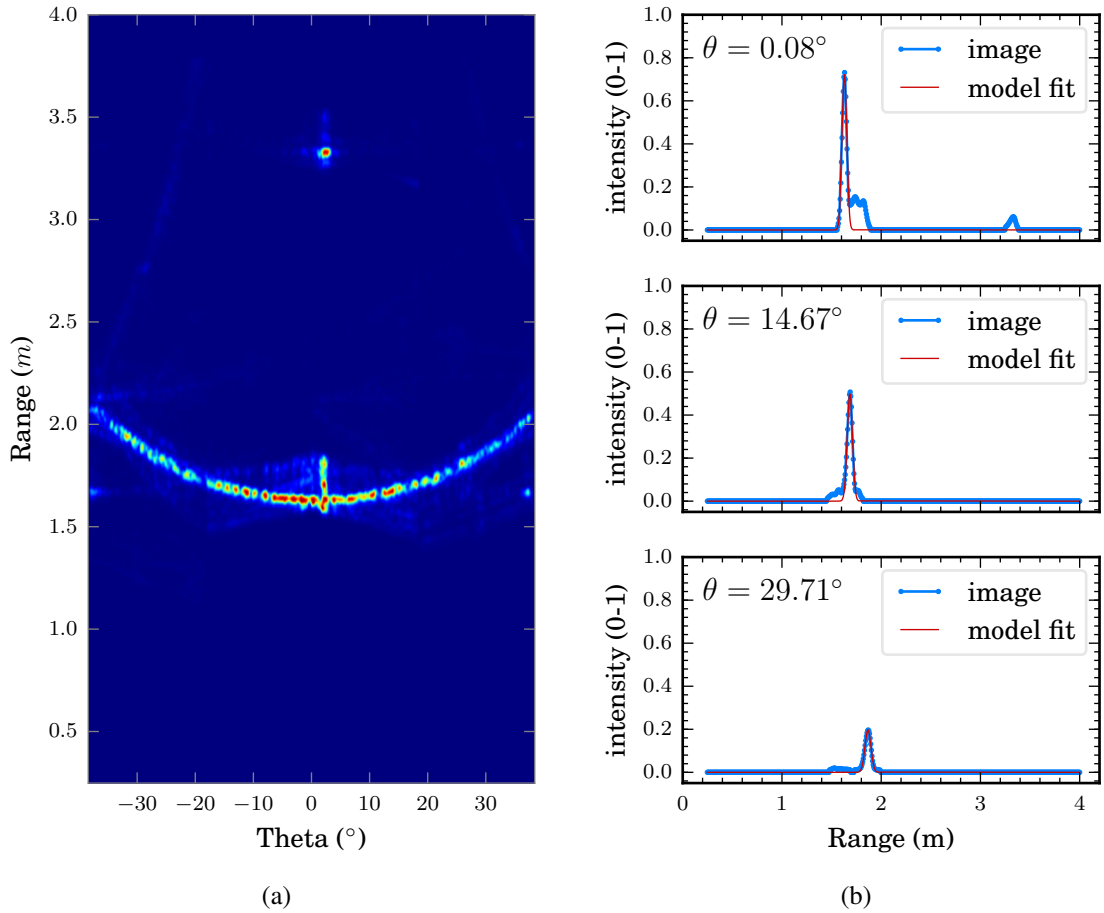 4.0
3.5
3.0
2.5
2.0
1.5
1.0
0.5
Range (m)
−30 −20 −10 0 10 20 30
Theta (°)
(a)
1.0
0.8
0.6
0.4
0.2
0.0
intensity (0-1)
θ = 0.08°
image
model fit
1.0
0.8
0.6
0.4
0.2
0.0
intensity (0-1)
θ = 14.67°
image
model fit
1.0
0.8
0.6
0.4
0.2
0.0
intensity (0-1)
θ = 29.71°
image
model fit
0 1 2 3 4
Range (m)
(b)